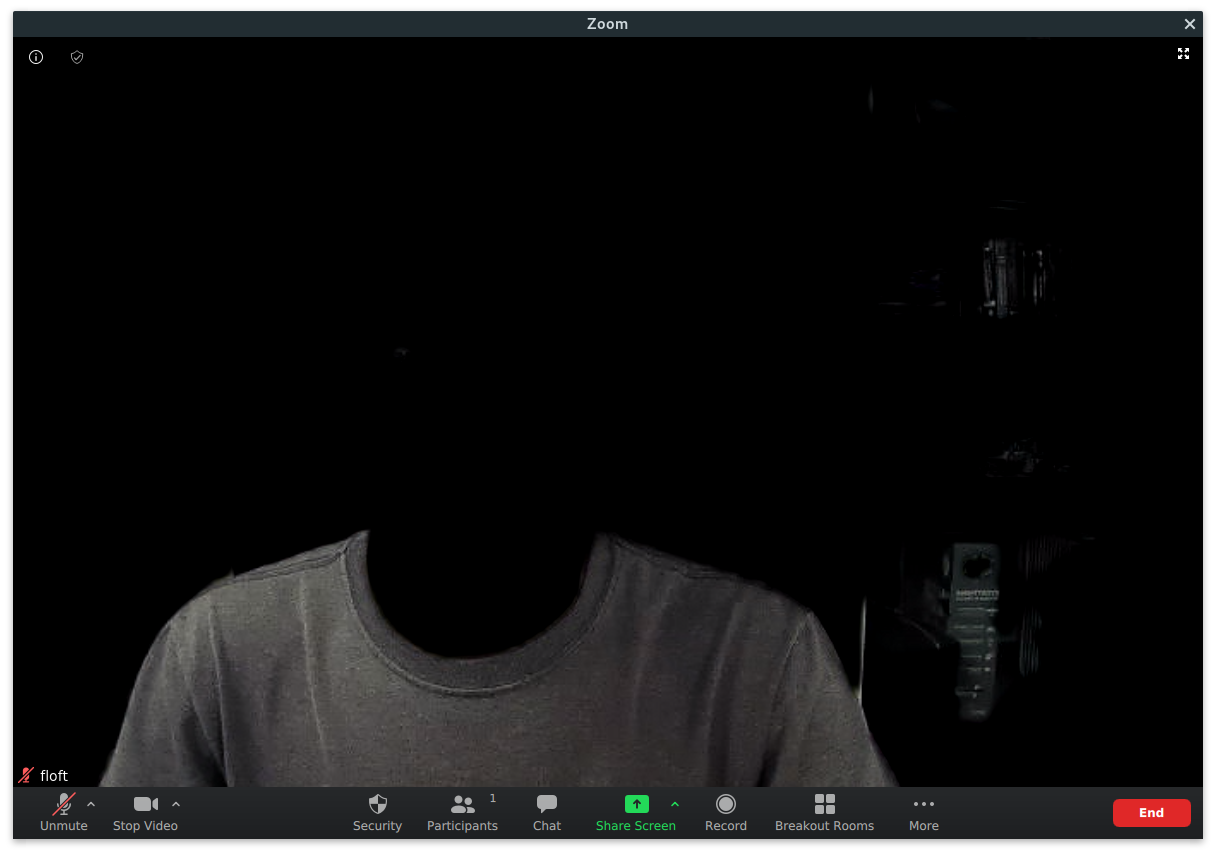 Zoom
floft
Unmute
Stop Video
Security
Participants
1
Chat
Share Screen
Record
Breakout Rooms
More
End